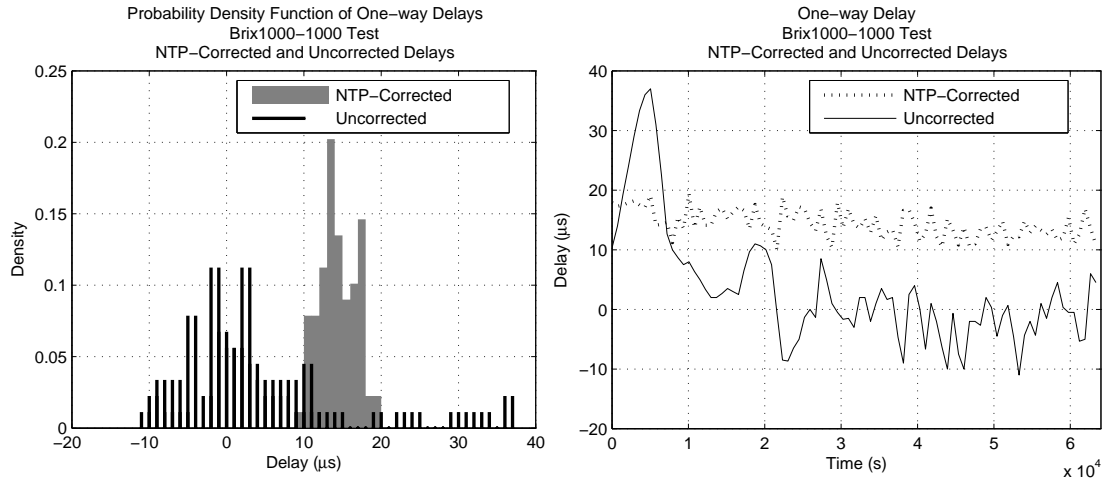 Probability Density Function of One−way Delays
Brix1000−1000 Test
NTP−Corrected and Uncorrected Delays
0.25
0.2
0.15
0.1
0.05
0
Density
NTP−Corrected
Uncorrected
−20
−10
0
10
20
30
40
Delay (μs)
One−way Delay
Brix1000−1000 Test
NTP−Corrected and Uncorrected Delays
40
30
20
10
0
−10
−20
Delay (μs)
NTP−Corrected
Uncorrected
0
1
2
3
4
5
6
Time (s)
x 10^4